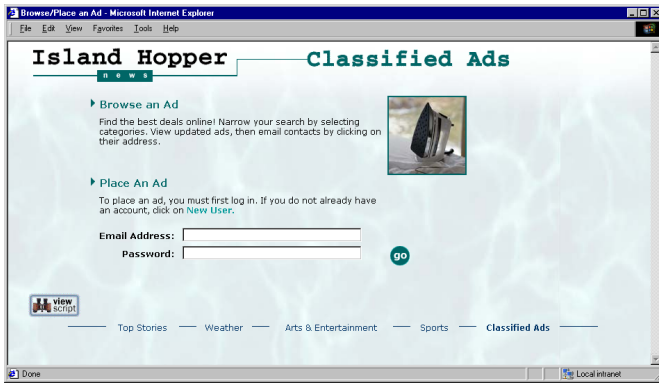 Browse/Place an Ad - Microsoft Internet Explorer
File Edit View Favorites Tools Help
Island Hopper
news
Classified Ads
Browse an Ad
Find the best deals online! Narrow your search by selecting
categories. View updated ads, then email contacts by clicking on
their address.
Place An Ad
To place an ad, you must first log in. If you do not already have
an account, click on New User.
Email Address:
Password:
go
view
script
Top Stories Weather Arts & Entertainment Sports Classified Ads
Done Local intranet